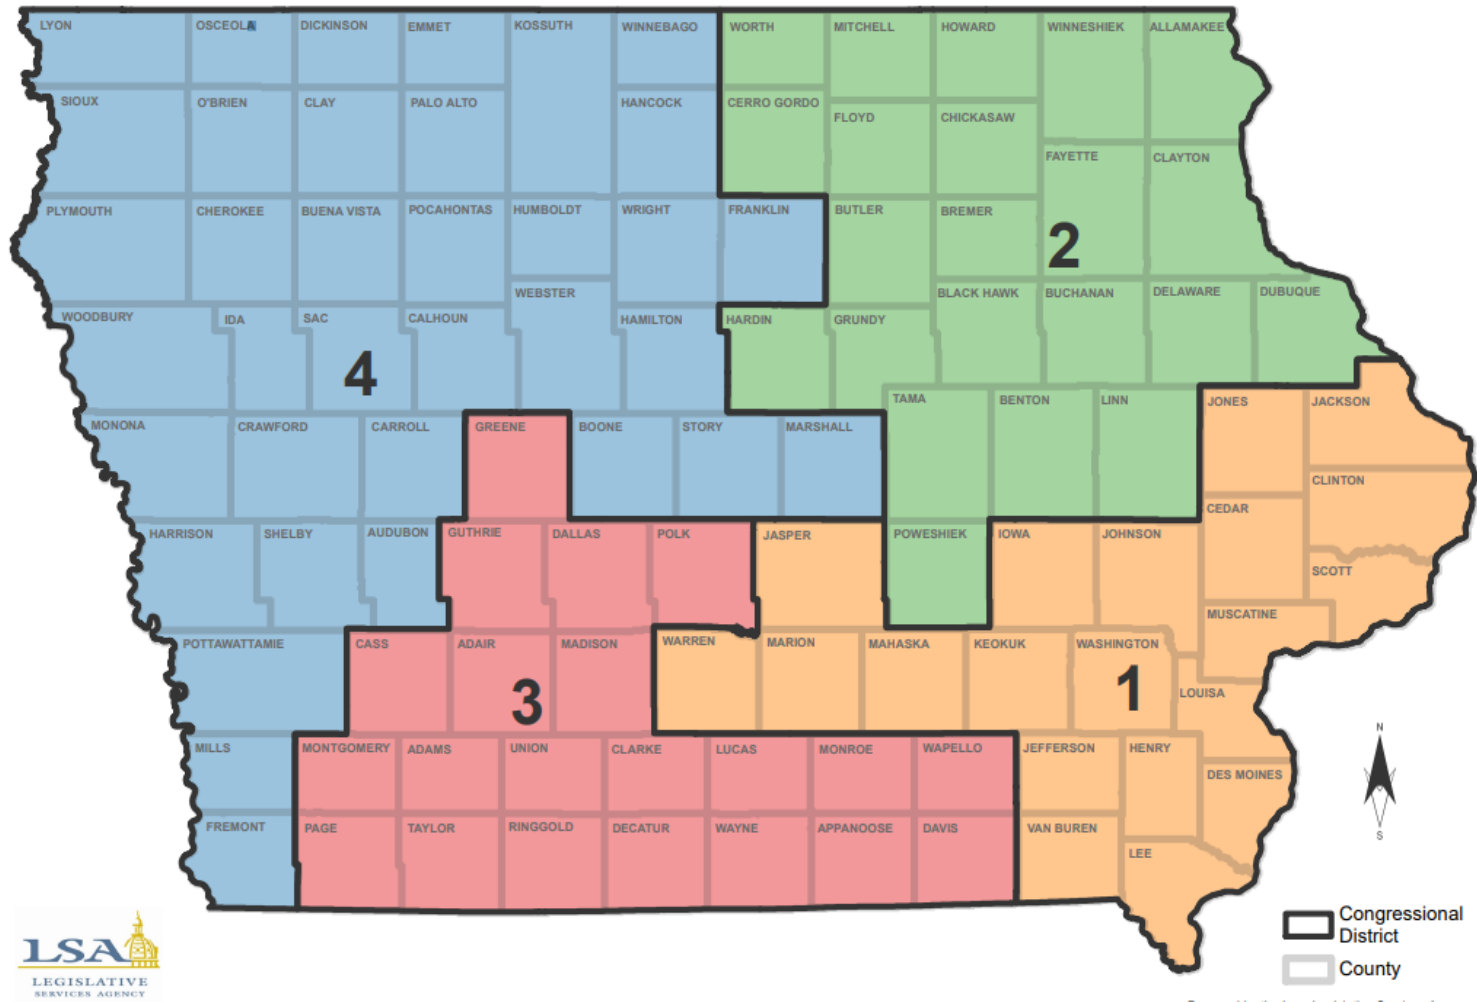 LYON OSCEOLA DICKINSON EMMET KOSSUTH WINNEBAGO WORTH MITCHELL HOWARD WINNESHIEK ALLAMAKEE
SIOUX O'BRIEN CLAY PALO ALTO HANCOCK CERRO GORDO
FLOYD CHICKASAW
FAYETTE CLAYTON
PLYMOUTH CHEROKEE BUENA VISTA POCAHONTAS HUMBOLDT WRIGHT FRANKLIN BUTLER BREMER
2
WEBSTER BLACK HAWK BUCHANAN DELAWARE DUBUQUE
WOODBURY IDA SAC CALHOUN HAMILTON HARDIN GRUNDY
4
TAMA BENTON LINN JONES JACKSON
MONONA CRAWFORD CARROLL GREENE BOONE STORY MARSHALL
CLINTON
CEDAR
HARRISON SHELBY AUDUBON GUTHRIE DALLAS POLK JASPER POWESHIEK IOWA JOHNSON
SCOTT
MUSCATINE
POTTAWATTAMIE CASS ADAIR MADISON WARREN MARION MAHASKA KEOKUK WASHINGTON
3 1
LOUISA
MILLS MONTGOMERY ADAMS UNION CLARKE LUCAS MONROE WAPELLO JEFFERSON HENRY
DES MOINES
FREMONT PAGE TAYLOR RINGGOLD DECATUR WAYNE APPANOOSE DAVIS VAN BUREN
LEE
N
S
LSA
LEGISLATIVE
SERVICES AGENCY
Congressional
District
County